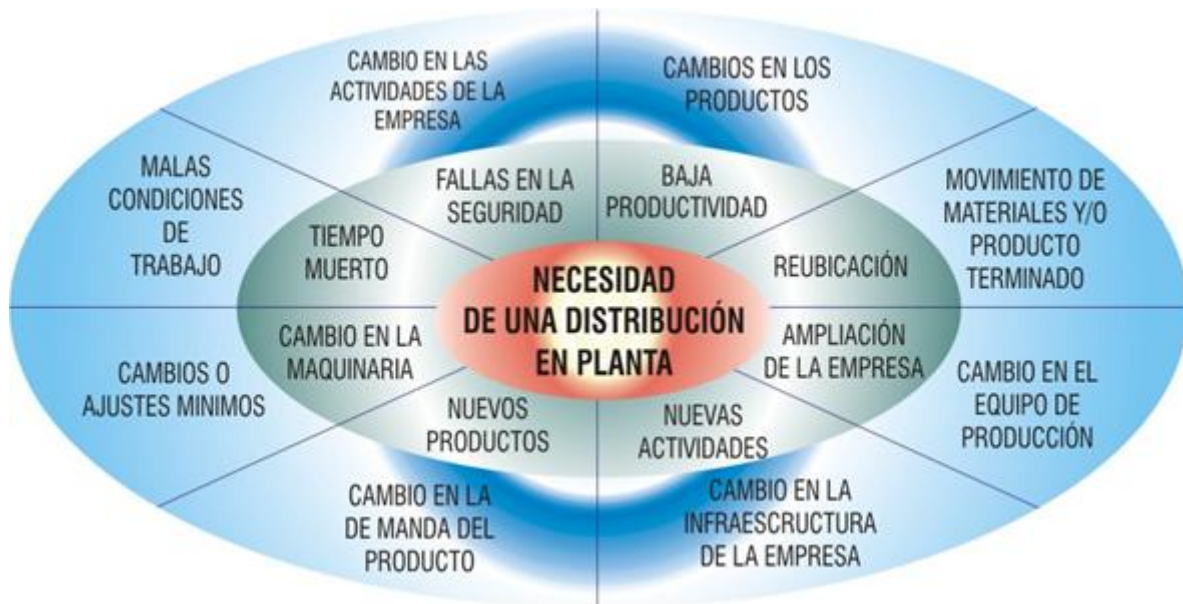 CAMBIO EN LAS
ACTIVIDADES DE LA
EMPRESA
CAMBIOS EN LOS
PRODUCTOS
MALAS
CONDICIONES
DE
TRABAJO
MOVIMIENTO DE
MATERIALES Y/O
PRODUCTO
TERMINADO
FALLAS EN LA
SEGURIDAD
BAJA
PRODUCTIVIDAD
TIEMPO
MUERTO
REUBICACIÓN
NECESIDAD
DE UNA DISTRIBUCIÓN
EN PLANTA
CAMBIO EN LA
MAQUINARIA
AMPLIACIÓN
DE LA EMPRESA
NUEVOS
PRODUCTOS
NUEVAS
ACTIVIDADES
CAMBIOS O
AJUSTES MINIMOS
CAMBIO EN EL
EQUIPO DE
PRODUCCIÓN
CAMBIO EN LA
DE MANDA DEL
PRODUCTO
CAMBIO EN LA
INFRAESCRUCTURA
DE LA EMPRESA